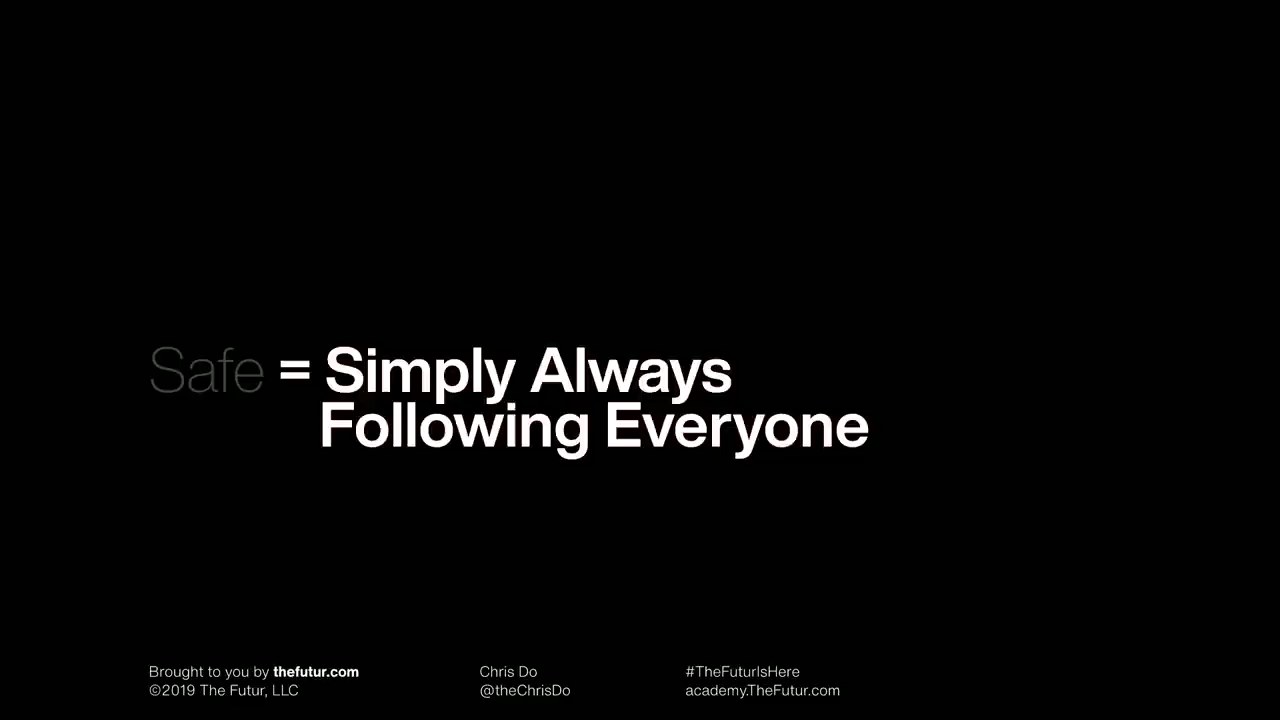 Safe = Simply Always
Following Everyone
Brought to you by thefutur.com
©2019 The Futur, LLC
Chris Do
@theChrisDo
#TheFuturIsHere
academy.TheFutur.com